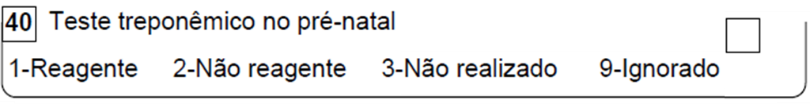 40 Teste treponêmico no pré-natal
1-Reagente 2-Não reagente 3-Não realizado 9-Ignorado